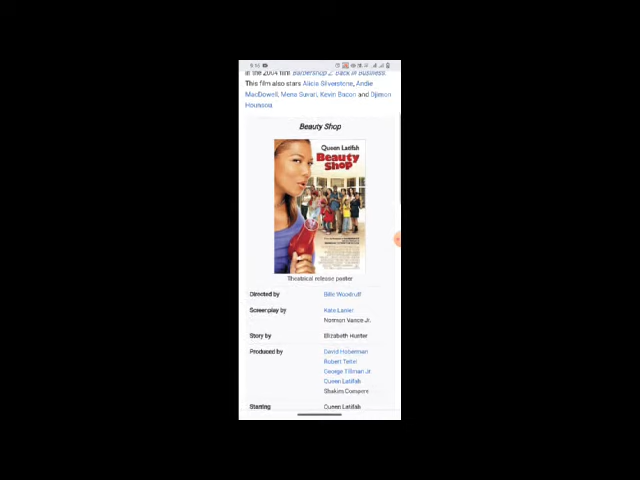 in the 2004 film Barbershop 2: Back in Business.
This film also stars Alicia Silverstone, Andie
MacDowell, Mena Suvari, Kevin Bacon and Djimon
Hounsou.
Beauty Shop
Queen Latifah
Beauty
Shop
Theatrical release poster
Directed by Bille Woodruff
Screenplay by Kate Lanier
Norman Vance Jr.
Story by Elizabeth Hunter
Produced by David Hoberman
Robert Teitel
George Tillman Jr.
Queen Latifah
Shakim Compere
Starring Queen Latifah